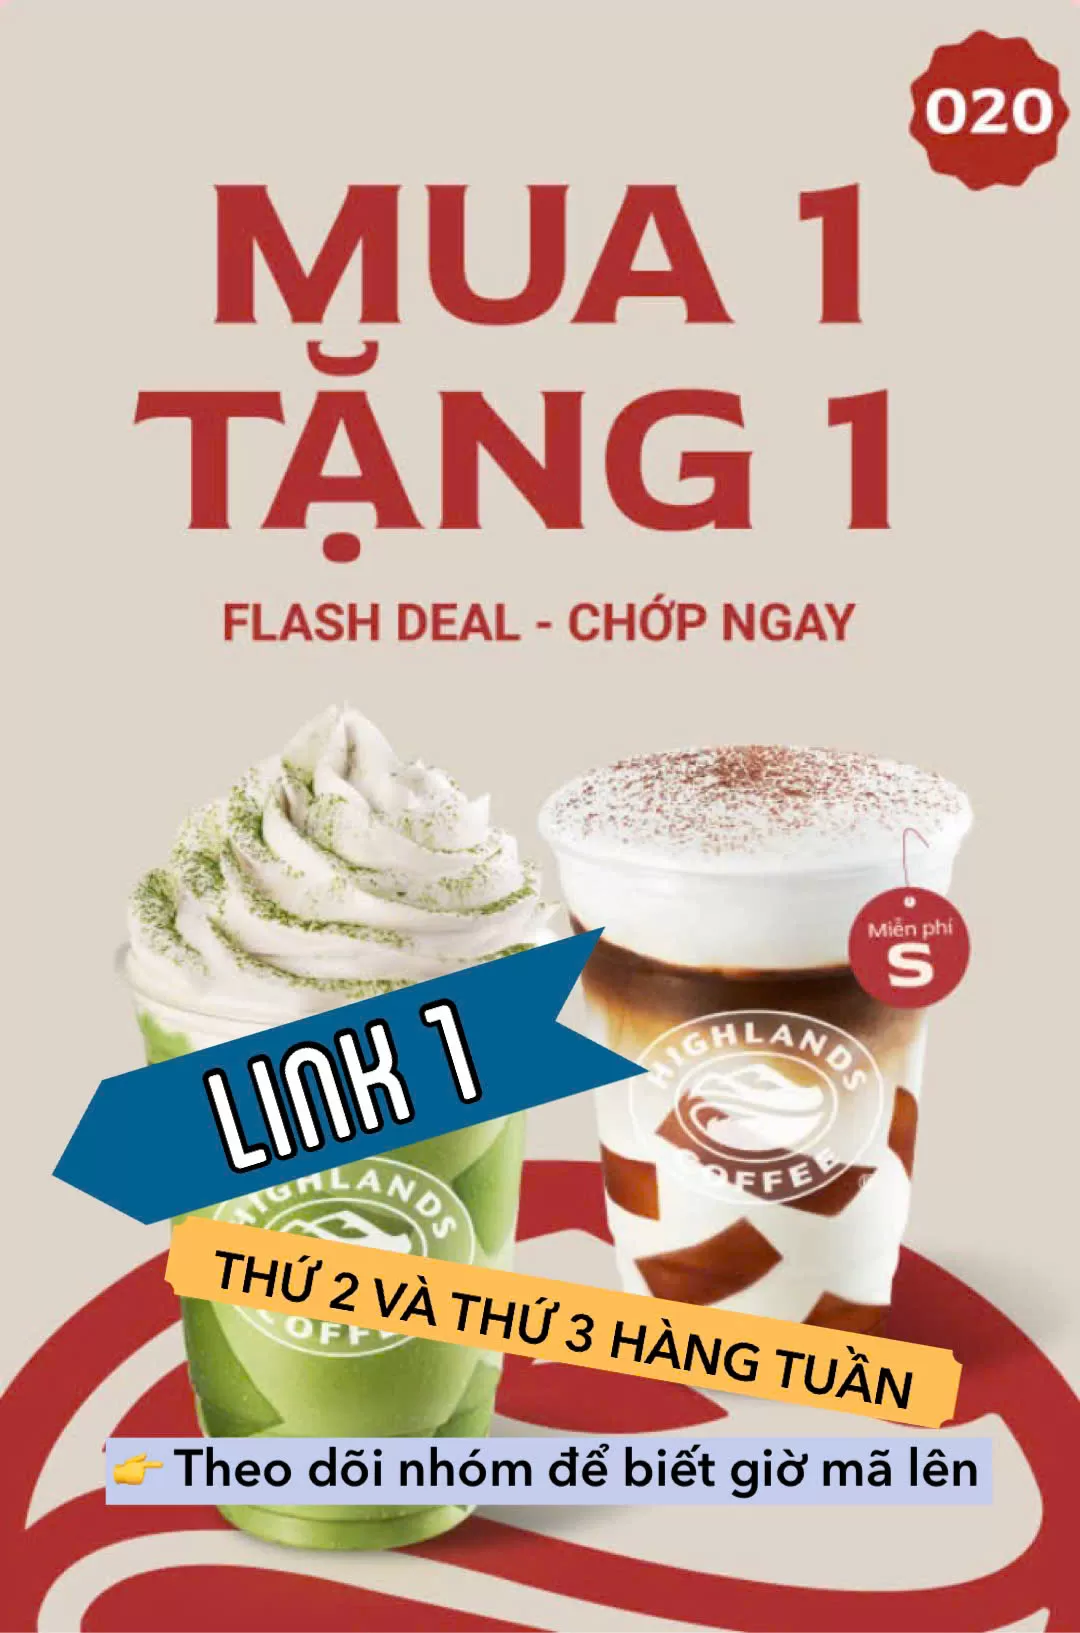 020
MUA 1
TẶNG 1
FLASH DEAL - CHỚP NGAY
Miễn phí
S
HIGHLANDS
COFFEE
LINK 1
HIGHLANDS
COFFEE
THỨ 2 VÀ THỨ 3 HÀNG TUẦN
👉 Theo dõi nhóm để biết giờ mã lên